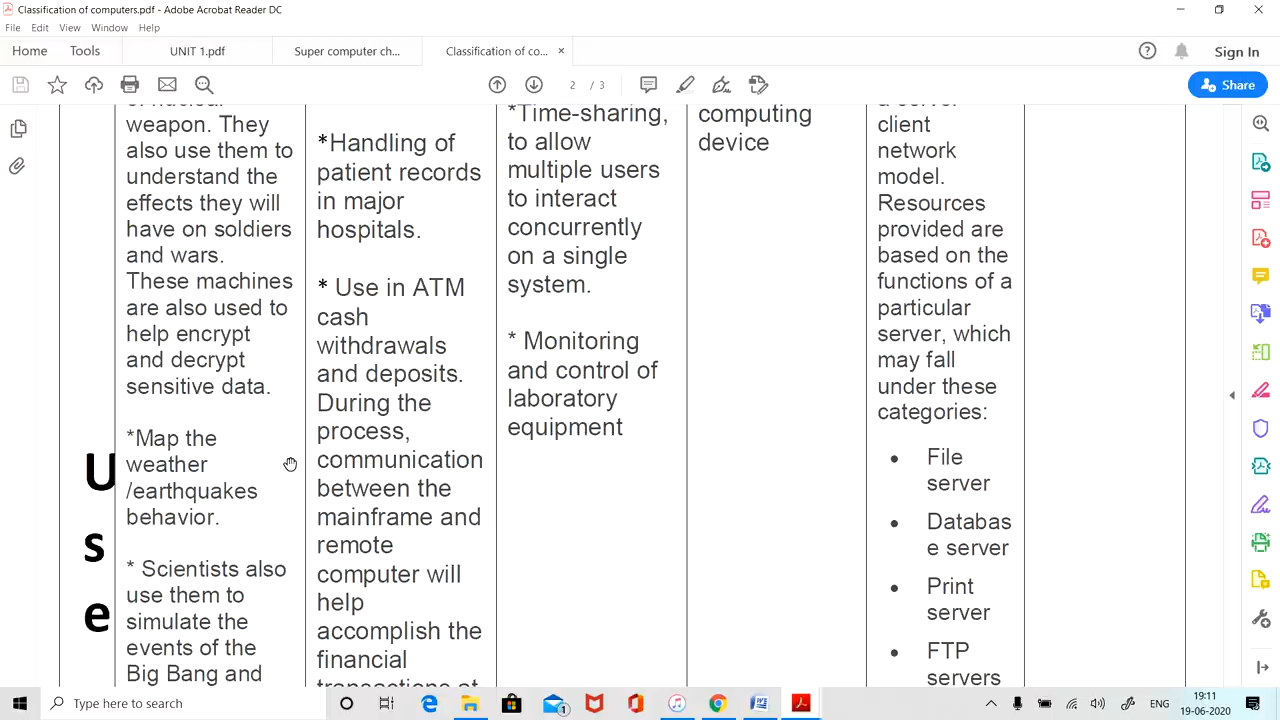 Classification of computers.pdf - Adobe Acrobat Reader DC
File Edit View Window Help
Home Tools UNIT 1.pdf Super computer ch... Classification of co... ×
Sign In
2 / 3
Share
weapon. They
also use them to
understand the
effects they will
have on soldiers
and wars.
These machines
are also used to
help encrypt
and decrypt
sensitive data.
*Map the
weather
/earthquakes
behavior.
* Scientists also
use them to
simulate the
events of the
Big Bang and
U
s
e
*Handling of
patient records
in major
hospitals.
* Use in ATM
cash
withdrawals
and deposits.
During the
process,
communication
between the
mainframe and
remote
computer will
help
accomplish the
financial
transactions at
*Time-sharing,
to allow
multiple users
to interact
concurrently
on a single
system.
* Monitoring
and control of
laboratory
equipment
computing
device
a server
client
network
model.
Resources
provided are
based on the
functions of a
particular
server, which
may fall
under these
categories:
• File
server
• Databas
e server
• Print
server
• FTP
servers
Type here to search
1
ENG
19:11
19-06-2020